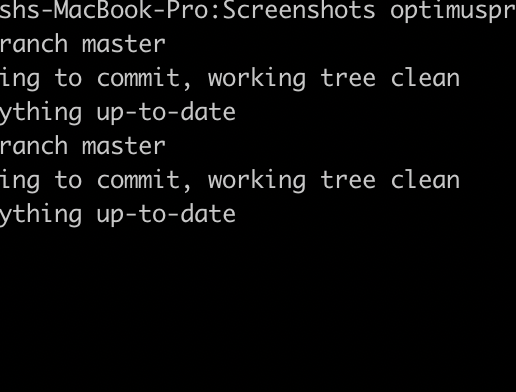 shs-MacBook-Pro:Screenshots optimuspr
ranch master
ing to commit, working tree clean
ything up-to-date
ranch master
ing to commit, working tree clean
ything up-to-date